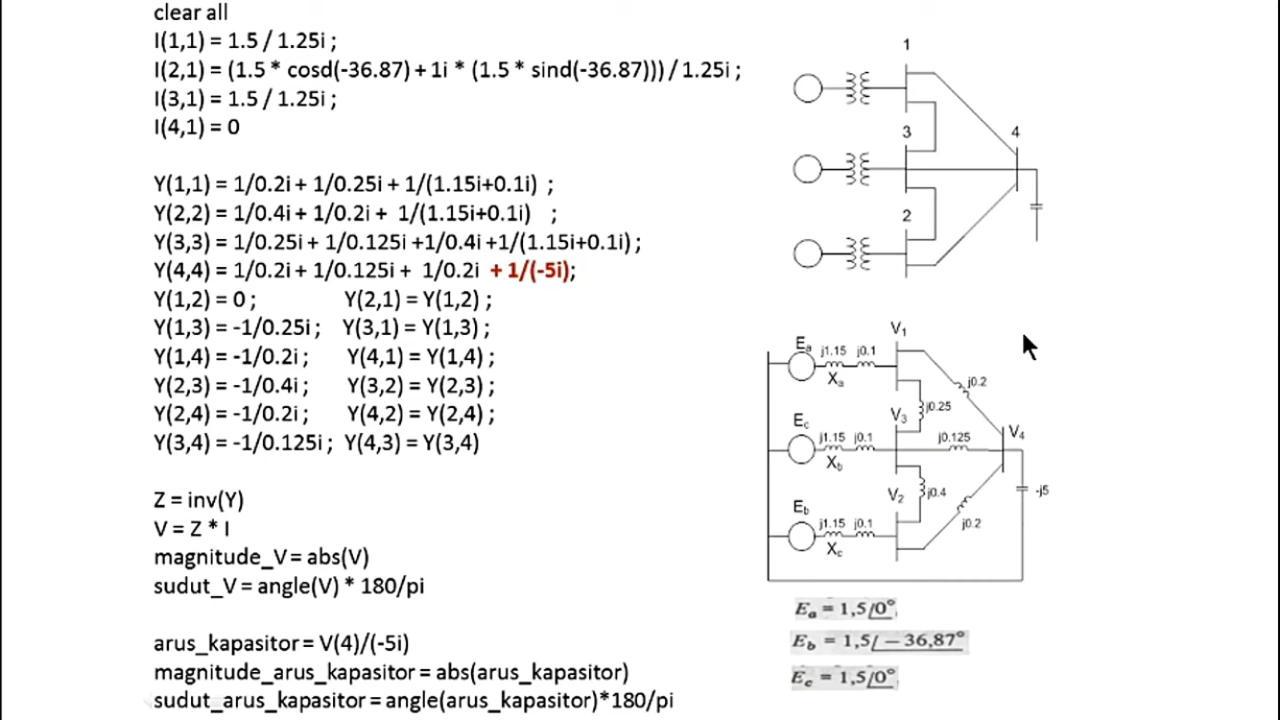 clear all
I(1,1) = 1.5 / 1.25i ;
I(2,1) = (1.5 * cosd(-36.87) + 1i * (1.5 * sind(-36.87))) / 1.25i ;
I(3,1) = 1.5 / 1.25i ;
I(4,1) = 0
Y(1,1) = 1/0.2i + 1/0.25i + 1/(1.15i+0.1i) ;
Y(2,2) = 1/0.4i + 1/0.2i + 1/(1.15i+0.1i) ;
Y(3,3) = 1/0.25i + 1/0.125i +1/0.4i +1/(1.15i+0.1i) ;
Y(4,4) = 1/0.2i + 1/0.125i + 1/0.2i + 1/(-5i);
Y(1,2) = 0 ; Y(2,1) = Y(1,2) ;
Y(1,3) = -1/0.25i ; Y(3,1) = Y(1,3) ;
Y(1,4) = -1/0.2i ; Y(4,1) = Y(1,4) ;
Y(2,3) = -1/0.4i ; Y(3,2) = Y(2,3) ;
Y(2,4) = -1/0.2i ; Y(4,2) = Y(2,4) ;
Y(3,4) = -1/0.125i ; Y(4,3) = Y(3,4)
Z = inv(Y)
V = Z * I
magnitude_V = abs(V)
sudut_V = angle(V) * 180/pi
arus_kapasitor = V(4)/(-5i)
magnitude_arus_kapasitor = abs(arus_kapasitor)
sudut_arus_kapasitor = angle(arus_kapasitor)*180/pi
1
3
4
2
V1
Ea j1.15 j0.1
Xa
j0.2
j0.25
V3
V4
Ec j1.15 j0.1
j0.125
Xb
V2
j0.4
-j5
Eb j1.15 j0.1
j0.2
Xc
Ea = 1,5/0°
Eb = 1,5/ − 36,87°
Ec = 1,5/0°